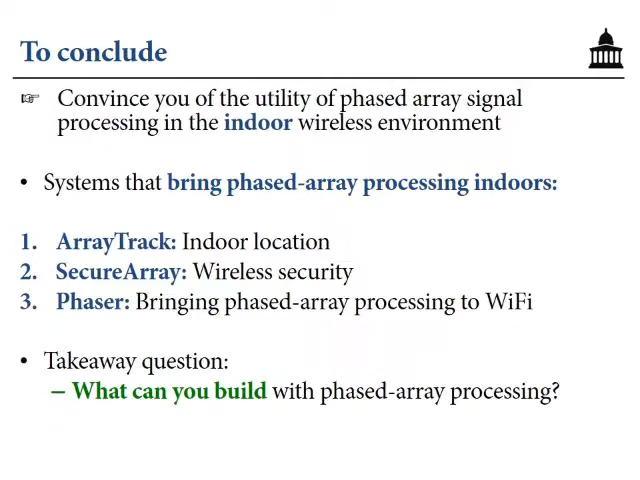 To conclude
☞ Convince you of the utility of phased array signal
processing in the indoor wireless environment
• Systems that bring phased-array processing indoors:
1. ArrayTrack: Indoor location
2. SecureArray: Wireless security
3. Phaser: Bringing phased-array processing to WiFi
• Takeaway question:
– What can you build with phased-array processing?